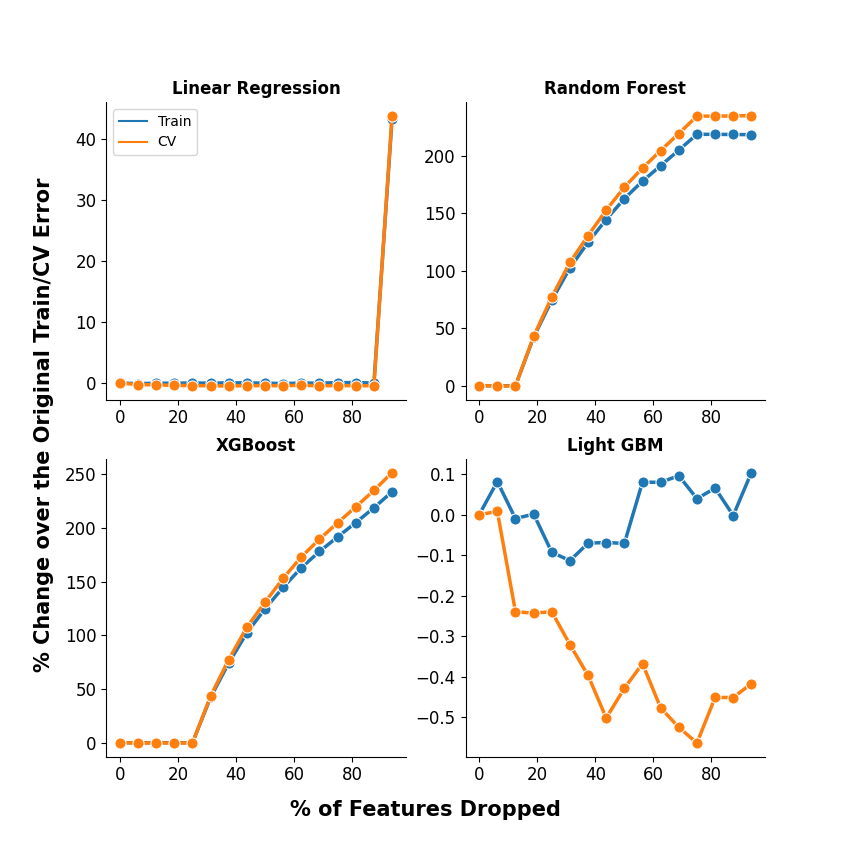 Linear Regression
Train
CV
40
30
20
10
0
0 20 40 60 80
Random Forest
200
150
100
50
0
0 20 40 60 80
% Change over the Original Train/CV Error
XGBoost
250
200
150
100
50
0
0 20 40 60 80
Light GBM
0.1
0.0
−0.1
−0.2
−0.3
−0.4
−0.5
0 20 40 60 80
% of Features Dropped